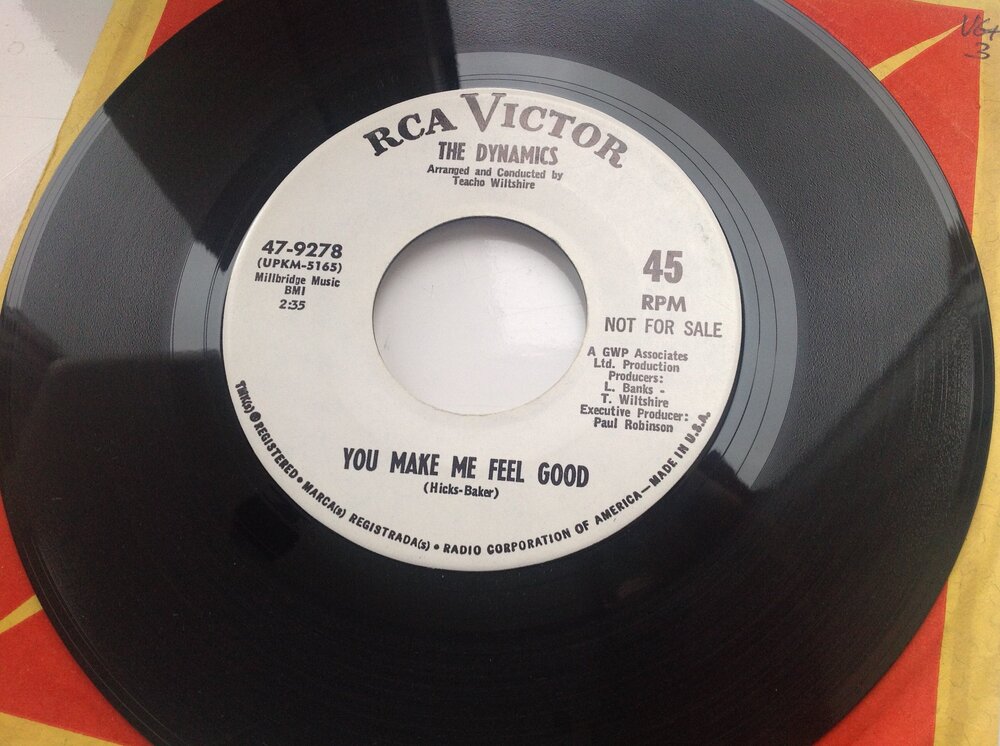 RCA VICTOR
THE DYNAMICS
Arranged and Conducted by
Teacho Wiltshire
47-9278
(UPKM-5165)
Millbridge Music
BMI
2:35
45
RPM
NOT FOR SALE
A GWP Associates
Ltd. Production
Producers:
L. Banks -
T. Wiltshire
Executive Producer:
Paul Robinson
YOU MAKE ME FEEL GOOD
(Hicks-Baker)
TMK(s) ® REGISTERED • MARCA(s) REGISTRADA(s) • RADIO CORPORATION OF AMERICA — MADE IN U.S.A.
VG+
3